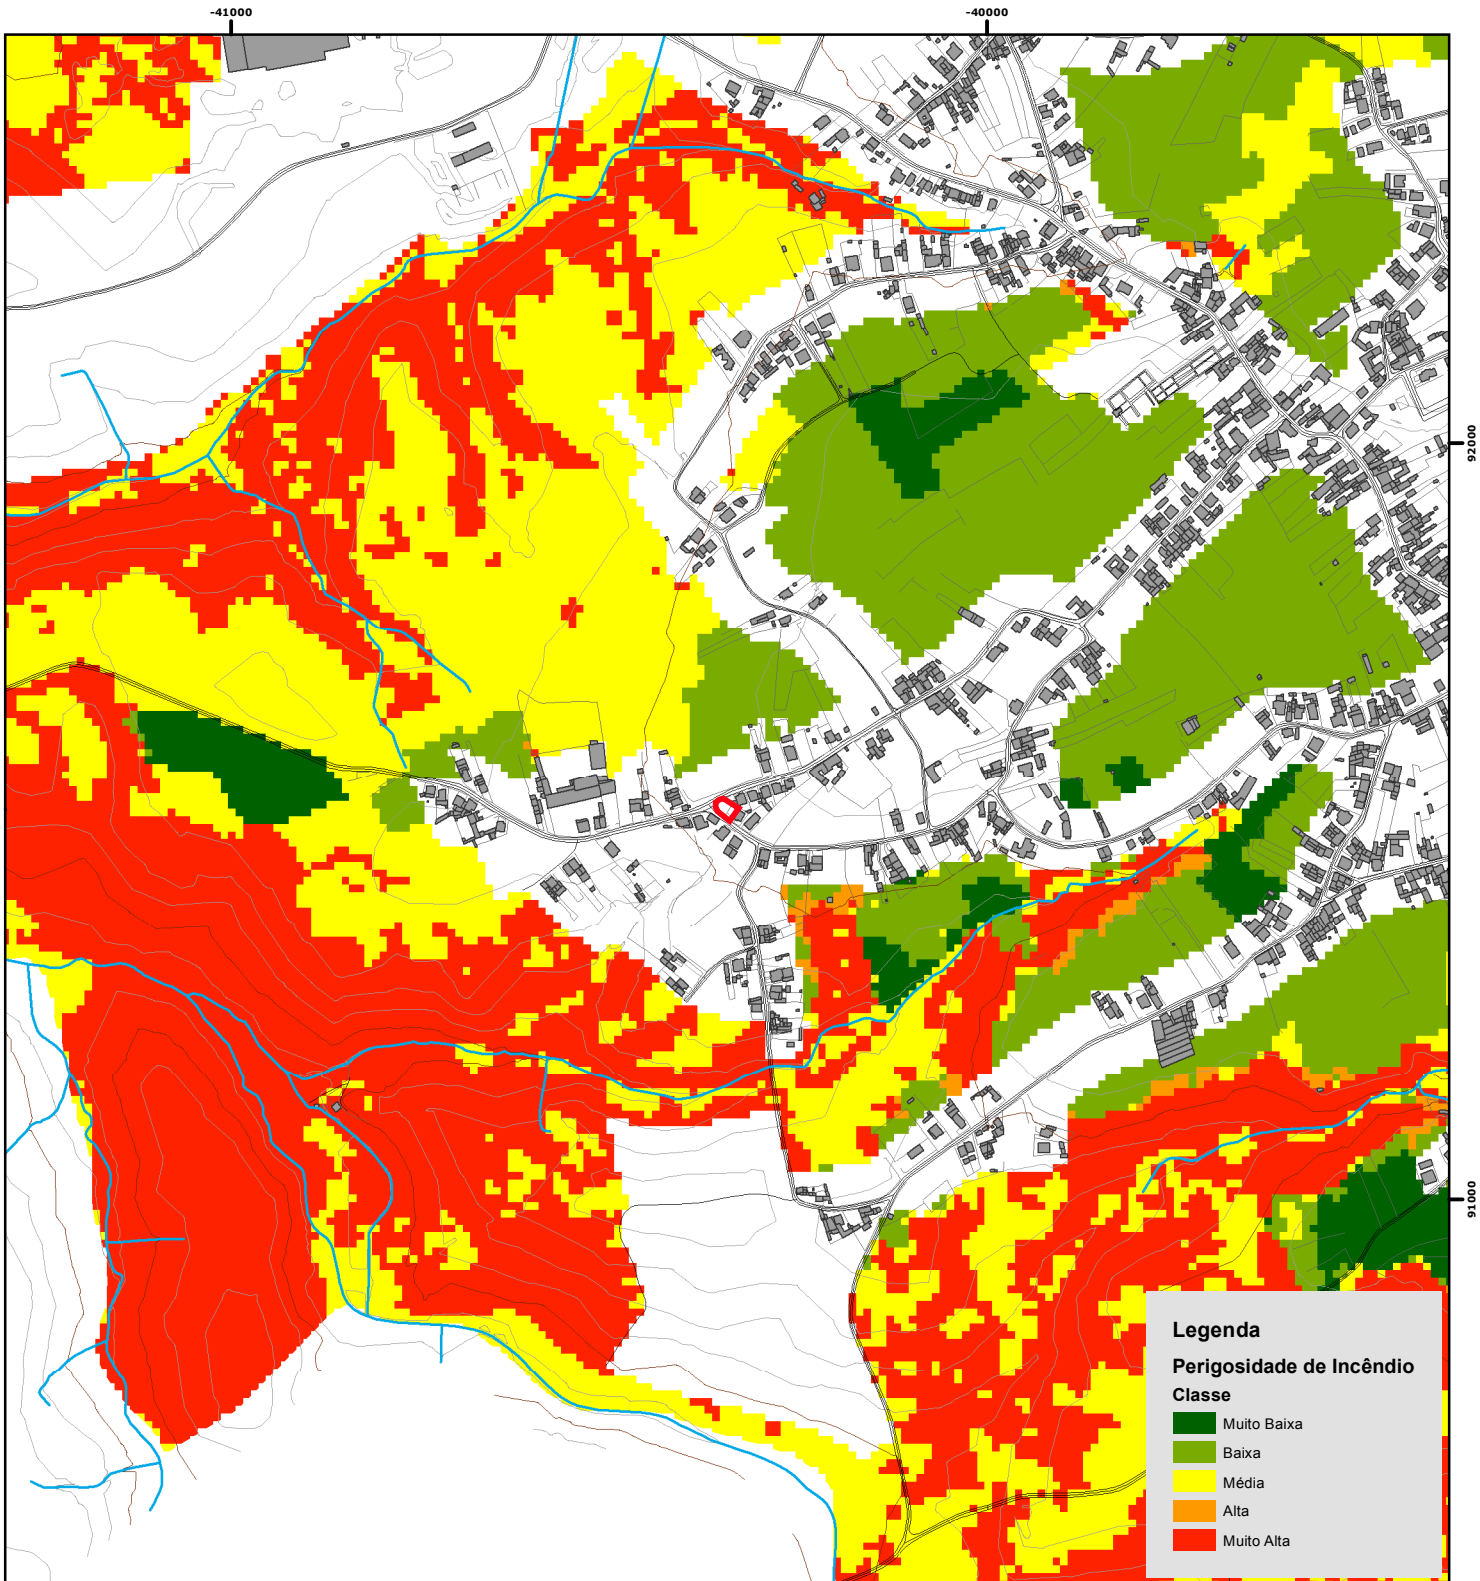 -41000
-40000
92000
91000
Legenda
Perigosidade de Incêndio
Classe
Muito Baixa
Baixa
Média
Alta
Muito Alta